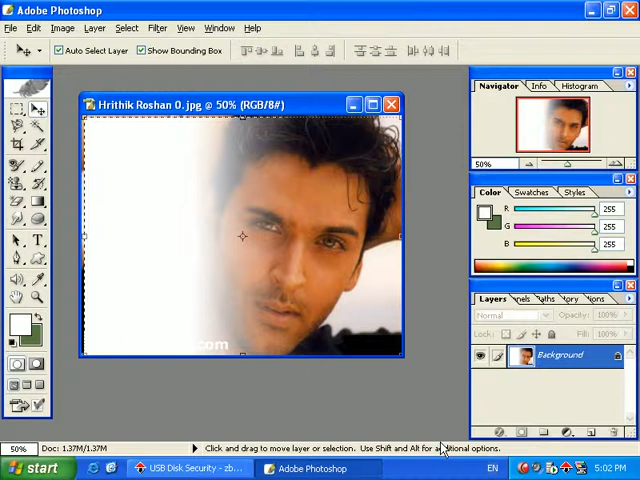 Adobe Photoshop
File Edit Image Layer Select Filter View Window Help
Auto Select Layer Show Bounding Box
Hrithik Roshan 0.jpg @ 50% (RGB/8#)
Navigator Info Histogram
50%
Color Swatches Styles
R 255
G 255
B 255
Layers nels Paths tory tions
Normal Opacity: 100%
Lock: Fill: 100%
Background
.com
50% Doc: 1.37M/1.37M Click and drag to move layer or selection. Use Shift and Alt for additional options.
start USB Disk Security - zb... Adobe Photoshop EN 5:02 PM